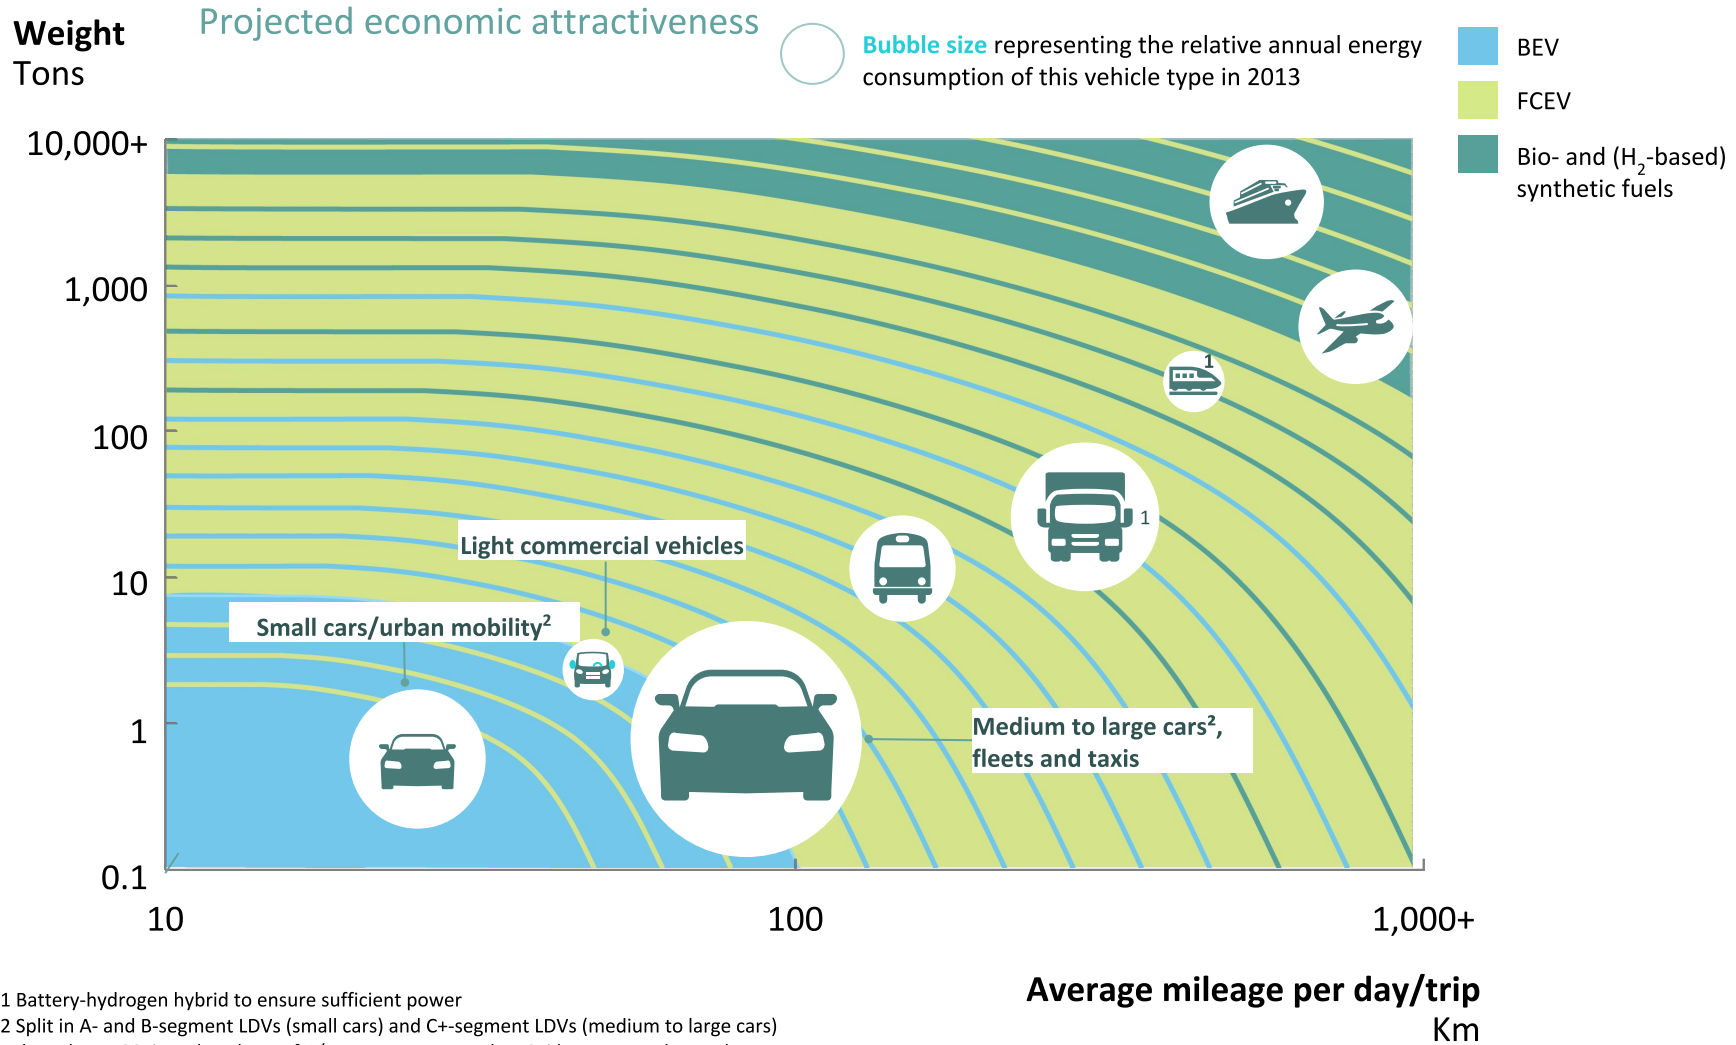 Projected economic attractiveness
Weight
Tons
Bubble size representing the relative annual energy
consumption of this vehicle type in 2013
BEV
FCEV
Bio- and (H2-based)
synthetic fuels
10,000+
1,000
100
10
1
0.1
1
1
Light commercial vehicles
Small cars/urban mobility²
Medium to large cars²,
fleets and taxis
10
100
1,000+
Average mileage per day/trip
Km
1 Battery-hydrogen hybrid to ensure sufficient power
2 Split in A- and B-segment LDVs (small cars) and C+-segment LDVs (medium to large cars)